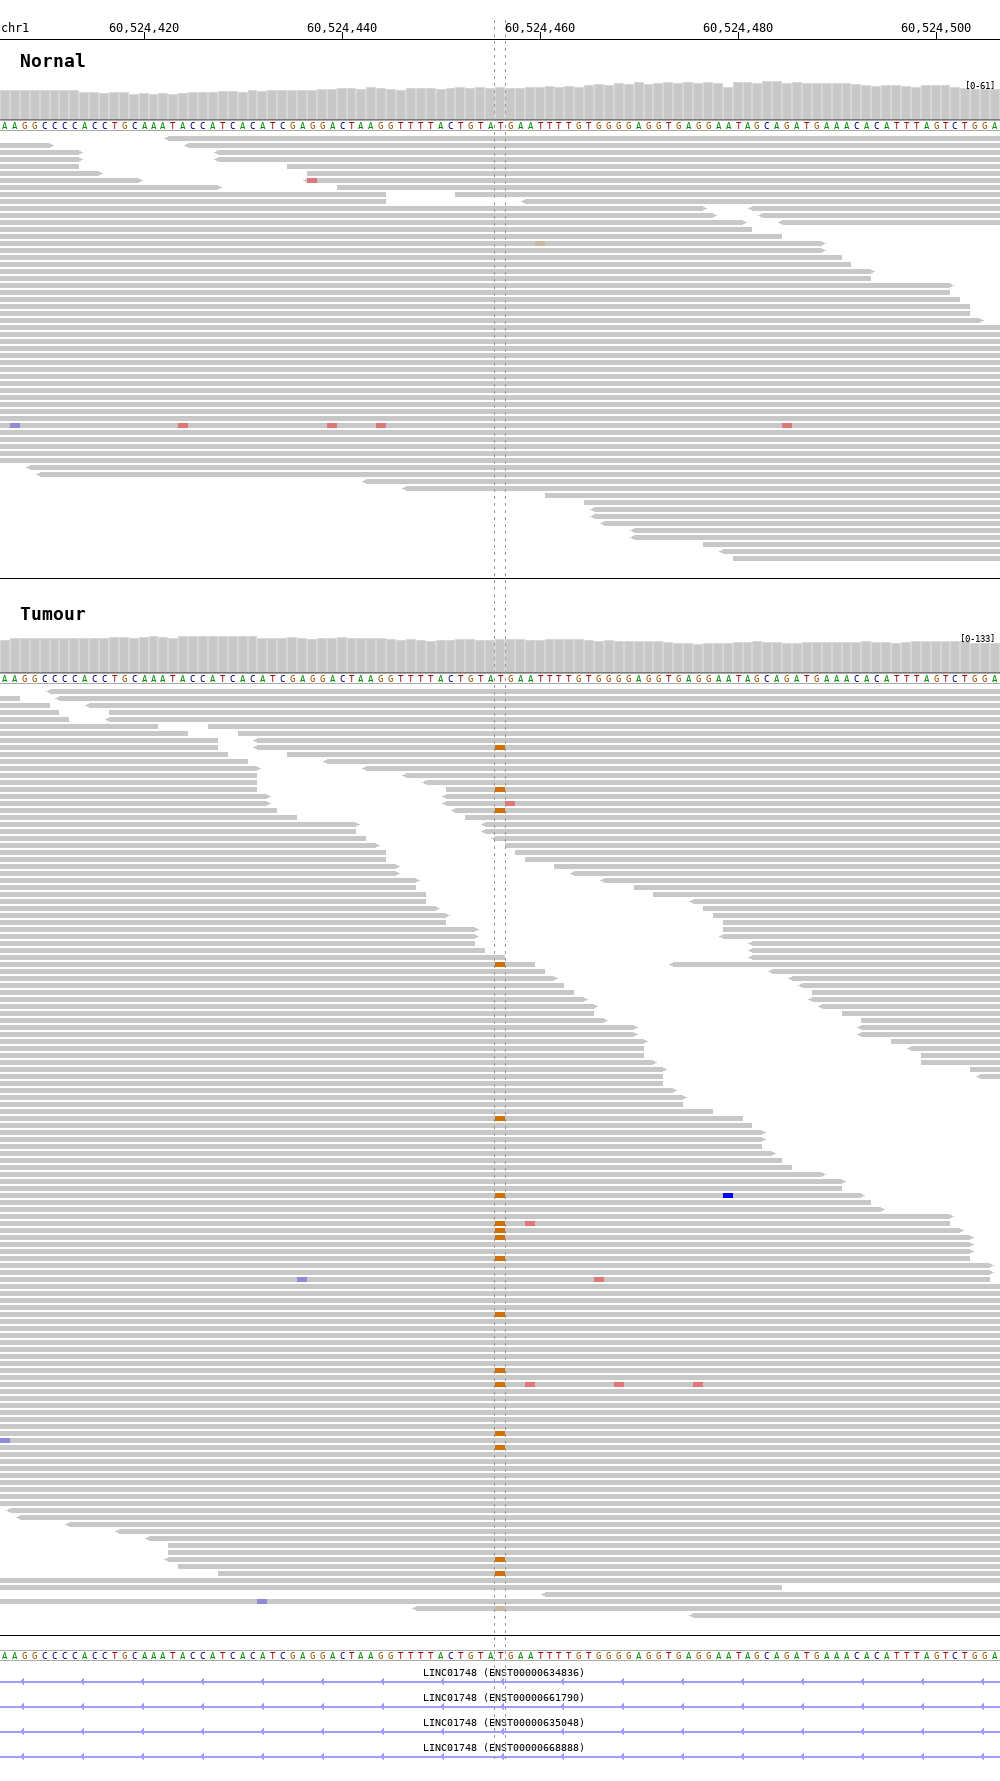 chr1 60,524,420 60,524,440 60,524,460 60,524,480 60,524,500
Nornal
[0-61]
AAGGCCCCACCTGCAAATACCATCACATCGAGGACTAAGGTTTTACTGTATGAATTTTGTGGGGAGGTGAGGAATAGCAGATGAAACACATTTAGTCTGGA
Tumour
[0-133]
AAGGCCCCACCTGCAAATACCATCACATCGAGGACTAAGGTTTTACTGTATGAATTTTGTGGGGAGGTGAGGAATAGCAGATGAAACACATTTAGTCTGGA
AAGGCCCCACCTGCAAATACCATCACATCGAGGACTAAGGTTTTACTGTATGAATTTTGTGGGGAGGTGAGGAATAGCAGATGAAACACATTTAGTCTGGA
LINC01748 (ENST00000634836)
LINC01748 (ENST00000661790)
LINC01748 (ENST00000635048)
LINC01748 (ENST00000668888)